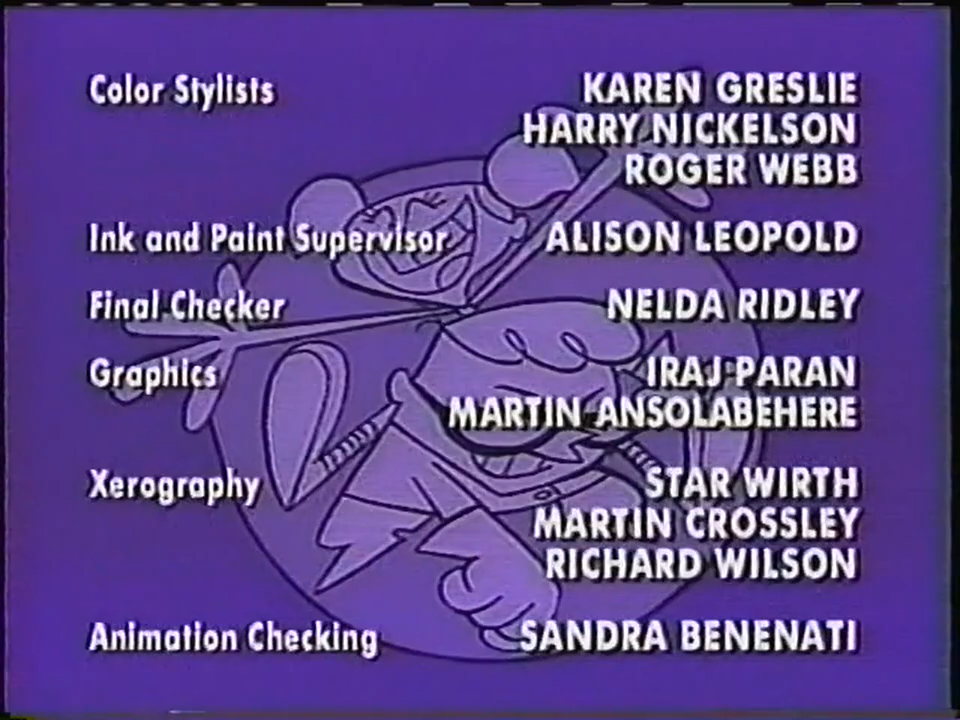 Color Stylists KAREN GRESLIE
HARRY NICKELSON
ROGER WEBB
Ink and Paint Supervisor ALISON LEOPOLD
Final Checker NELDA RIDLEY
Graphics IRAJ PARAN
MARTIN ANSOLABEHERE
Xerography STAR WIRTH
MARTIN CROSSLEY
RICHARD WILSON
Animation Checking SANDRA BENENATI